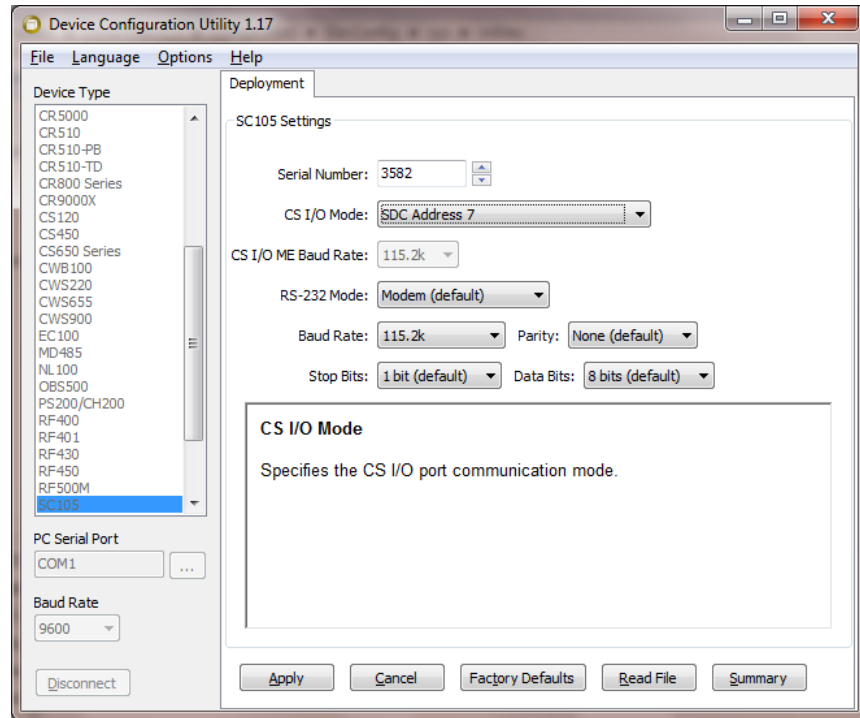 Device Configuration Utility 1.17
File Language Options Help
Device Type
CR5000
CR510
CR510-PB
CR510-TD
CR800 Series
CR9000X
CS120
CS450
CS650 Series
CWB100
CWS220
CWS655
CWS900
EC100
MD485
NL100
OBS500
PS200/CH200
RF400
RF401
RF430
RF450
RF500M
SC105
PC Serial Port
COM1 ...
Baud Rate
9600
Disconnect
Deployment
SC105 Settings
Serial Number: 3582
CS I/O Mode: SDC Address 7
CS I/O ME Baud Rate: 115.2k
RS-232 Mode: Modem (default)
Baud Rate: 115.2k Parity: None (default)
Stop Bits: 1 bit (default) Data Bits: 8 bits (default)
CS I/O Mode
Specifies the CS I/O port communication mode.
Apply Cancel Factory Defaults Read File Summary